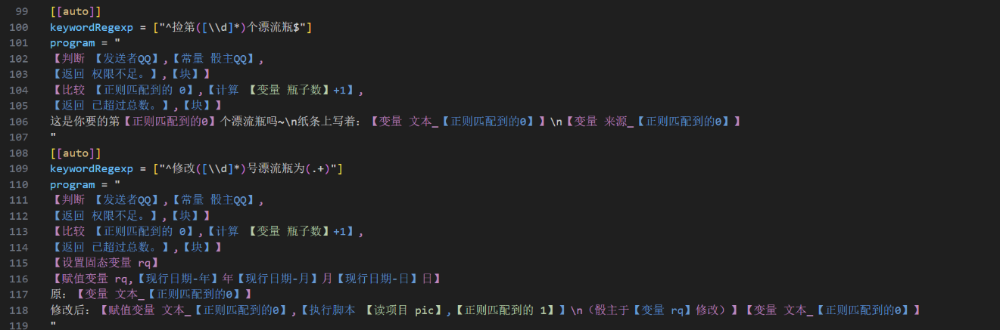 99 [[auto]]
100 keywordRegexp = ["^捡第([\\d]*)个漂流瓶$"]
101 program = "
102 【判断 【发送者QQ】,【常量 骰主QQ】,
103 【返回 权限不足。】,【块】】
104 【比较 【正则匹配到的 0】,【计算 【变量 瓶子数】+1】,
105 【返回 已超过总数。】,【块】】
106 这是你要的第【正则匹配到的0】个漂流瓶吗~\n纸条上写着：【变量 文本_【正则匹配到的0】】\n【变量 来源_【正则匹配到的0】】
107 "
108 [[auto]]
109 keywordRegexp = ["^修改([\\d]*)号漂流瓶为(.+)"]
110 program = "
111 【判断 【发送者QQ】,【常量 骰主QQ】,
112 【返回 权限不足。】,【块】】
113 【比较 【正则匹配到的 0】,【计算 【变量 瓶子数】+1】,
114 【返回 已超过总数。】,【块】】
115 【设置固态变量 rq】
116 【赋值变量 rq,【现行日期-年】年【现行日期-月】月【现行日期-日】日】
117 原：【变量 文本_【正则匹配到的0】】
118 修改后：【赋值变量 文本_【正则匹配到的0】,【执行脚本 【读项目 pic】,【正则匹配到的 1】】\n（骰主于【变量 rq】修改）】【变量 文本_【正则匹配到的0】】
119 "